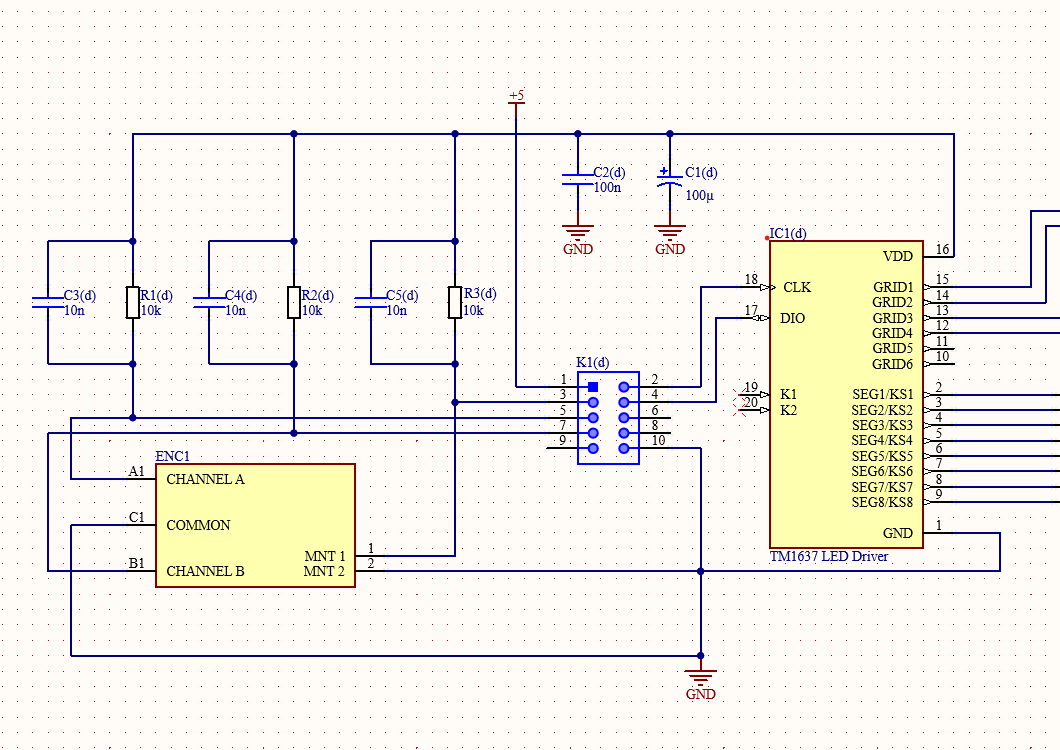 +5
C2(d)
100n
C1(d)
100µ
GND
GND
IC1(d)
VDD 16
18 CLK
GRID1 15
GRID2 14
17 DIO
GRID3 13
GRID4 12
GRID5 11
GRID6 10
19 K1
20 K2
SEG1/KS1 2
SEG2/KS2 3
SEG3/KS3 4
SEG4/KS4 5
SEG5/KS5 6
SEG6/KS6 7
SEG7/KS7 8
SEG8/KS8 9
GND 1
TM1637 LED Driver
C3(d)
10n
R1(d)
10k
C4(d)
10n
R2(d)
10k
C5(d)
10n
R3(d)
10k
K1(d)
1 2
3 4
5 6
7 8
9 10
ENC1
A1 CHANNEL A
C1 COMMON
B1 CHANNEL B
MNT 1 1
MNT 2 2
GND